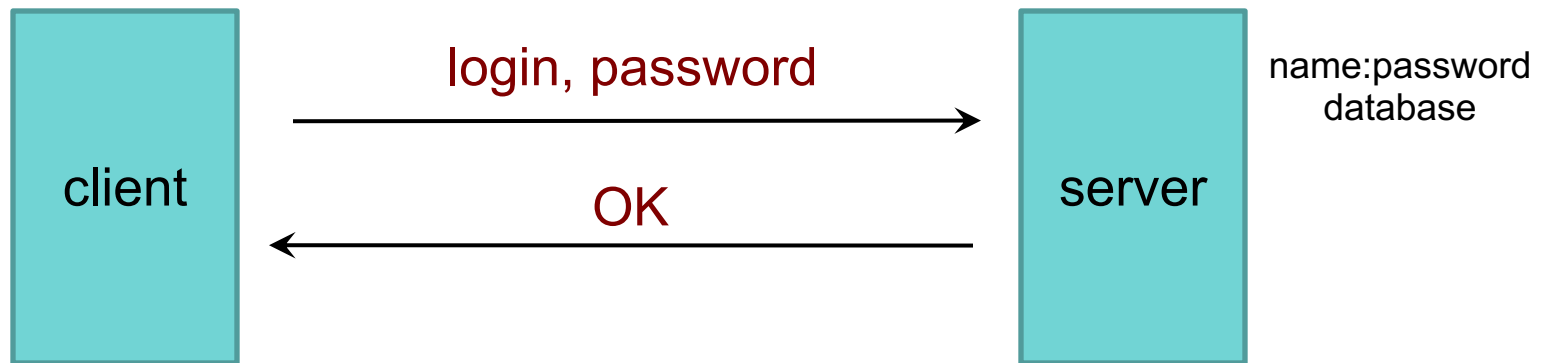 login, password
name:password
database
client
server
OK